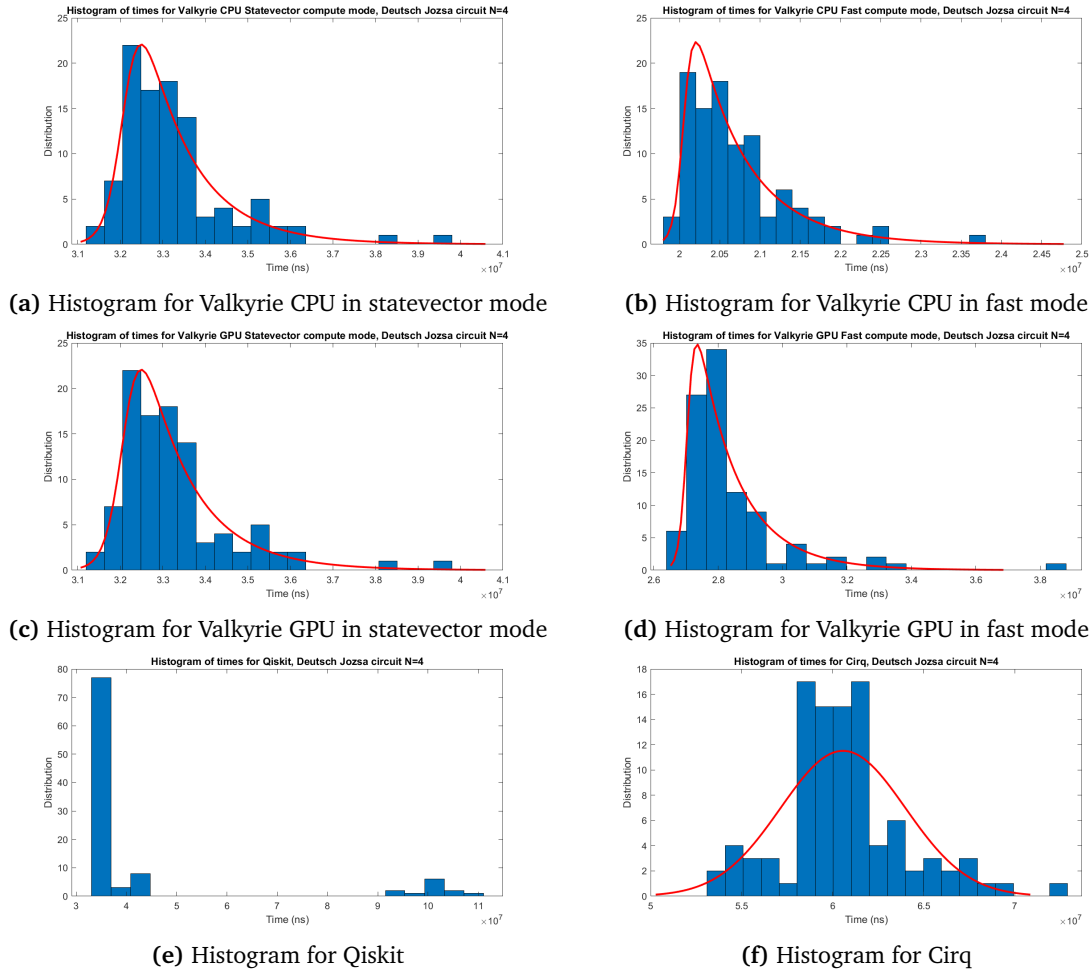 Histogram of times for Valkyrie CPU Statevector compute mode, Deutsch Jozsa circuit N=4
25
20
15
10
5
0
Distribution
3.1 3.2 3.3 3.4 3.5 3.6 3.7 3.8 3.9 4 4.1
Time (ns)
×10^7
(a) Histogram for Valkyrie CPU in statevector mode
Histogram of times for Valkyrie CPU Fast compute mode, Deutsch Jozsa circuit N=4
25
20
15
10
5
0
Distribution
2 2.05 2.1 2.15 2.2 2.25 2.3 2.35 2.4 2.45 2.5
Time (ns)
×10^7
(b) Histogram for Valkyrie CPU in fast mode
Histogram of times for Valkyrie GPU Statevector compute mode, Deutsch Jozsa circuit N=4
25
20
15
10
5
0
Distribution
3.1 3.2 3.3 3.4 3.5 3.6 3.7 3.8 3.9 4 4.1
Time (ns)
×10^7
(c) Histogram for Valkyrie GPU in statevector mode
Histogram of times for Valkyrie GPU Fast compute mode, Deutsch Jozsa circuit N=4
35
30
25
20
15
10
5
0
Distribution
2.6 2.8 3 3.2 3.4 3.6 3.8
Time (ns)
×10^7
(d) Histogram for Valkyrie GPU in fast mode
Histogram of times for Qiskit, Deutsch Jozsa circuit N=4
80
70
60
50
40
30
20
10
0
Distribution
3 4 5 6 7 8 9 10 11
Time (ns)
×10^7
(e) Histogram for Qiskit
Histogram of times for Cirq, Deutsch Jozsa circuit N=4
18
16
14
12
10
8
6
4
2
0
Distribution
5 5.5 6 6.5 7
Time (ns)
×10^7
(f) Histogram for Cirq